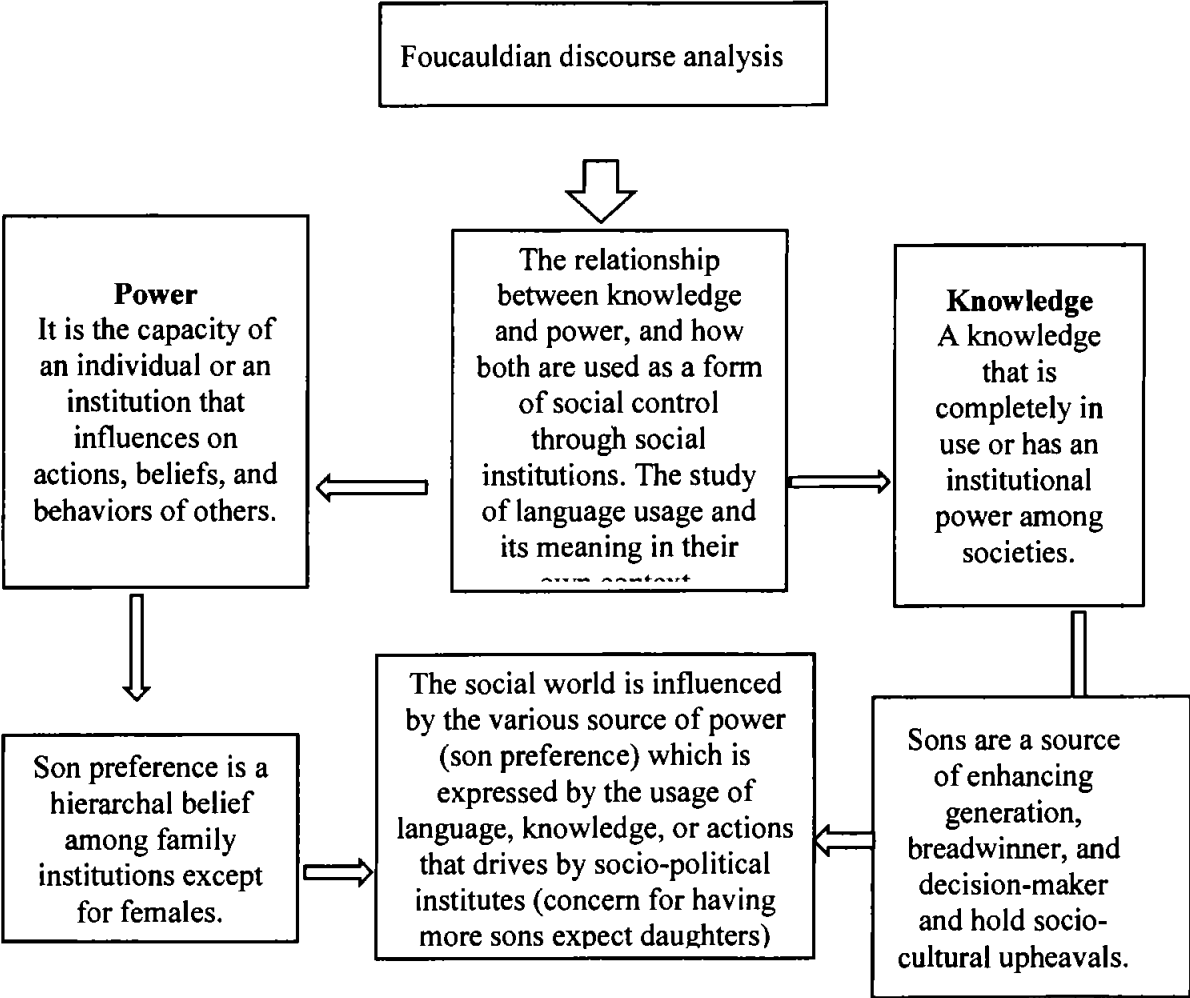 Foucauldian discourse analysis
Power
It is the capacity of
an individual or an
institution that
influences on
actions, beliefs, and
behaviors of others.
The relationship
between knowledge
and power, and how
both are used as a form
of social control
through social
institutions. The study
of language usage and
its meaning in their
own context
Knowledge
A knowledge
that is
completely in
use or has an
institutional
power among
societies.
Son preference is a
hierarchal belief
among family
institutions except
for females.
The social world is influenced
by the various source of power
(son preference) which is
expressed by the usage of
language, knowledge, or actions
that drives by socio-political
institutes (concern for having
more sons expect daughters)
Sons are a source
of enhancing
generation,
breadwinner, and
decision-maker
and hold socio-
cultural upheavals.